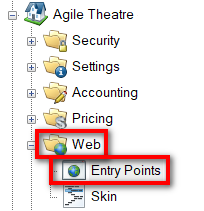 Agile Theatre
Security
Settings
Accounting
Pricing
Web
Entry Points
Skin